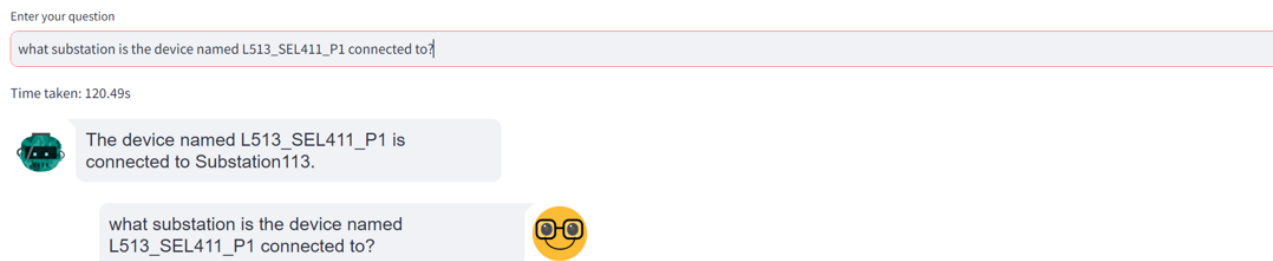 Enter your question
what substation is the device named L513_SEL411_P1 connected to?
Time taken: 120.49s
The device named L513_SEL411_P1 is
connected to Substation113.
what substation is the device named
L513_SEL411_P1 connected to?